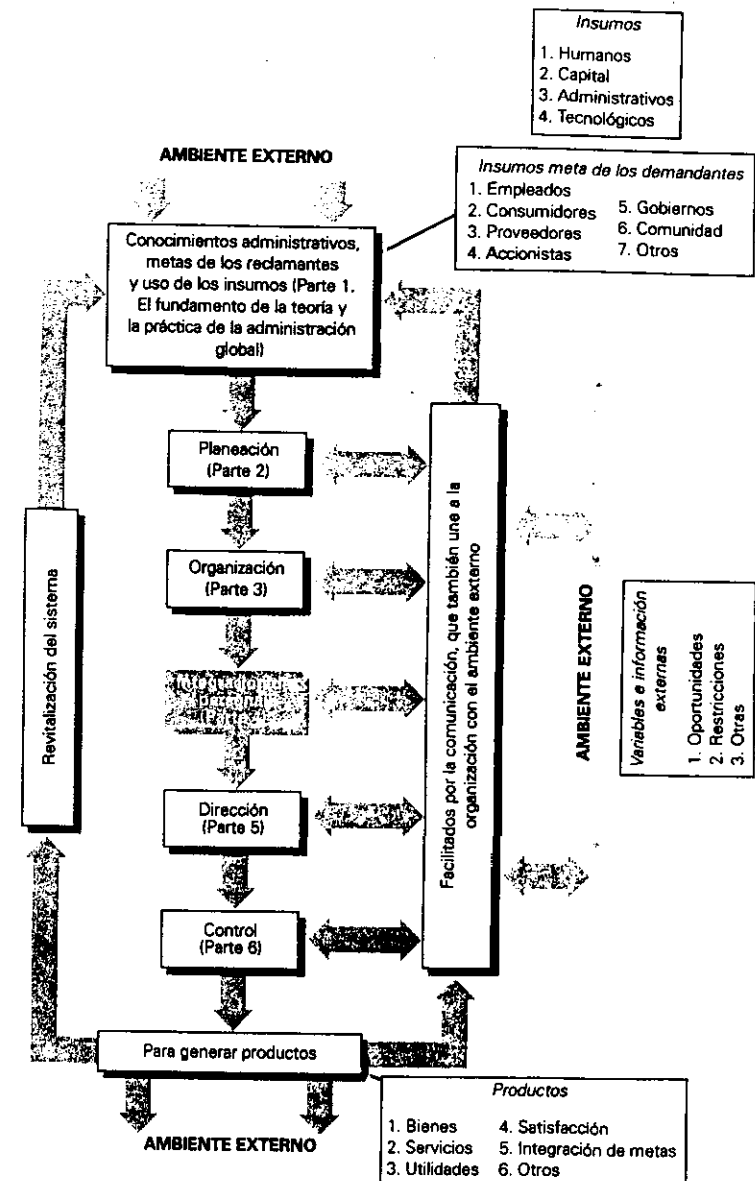 Insumos
1. Humanos
2. Capital
3. Administrativos
4. Tecnológicos
AMBIENTE EXTERNO
Insumos meta de los demandantes
1. Empleados
2. Consumidores
3. Proveedores
4. Accionistas
5. Gobiernos
6. Comunidad
7. Otros
Conocimientos administrativos,
metas de los reclamantes
y uso de los insumos (Parte 1.
El fundamento de la teoría y
la práctica de la administración
global)
Planeación
(Parte 2)
Organización
(Parte 3)
Dirección
(Parte 5)
Control
(Parte 6)
Revitalización del sistema
Facilitados por la comunicación, que también une a la
organización con el ambiente externo
AMBIENTE EXTERNO
Variables e información
externas
1. Oportunidades
2. Restricciones
3. Otras
Para generar productos
AMBIENTE EXTERNO
Productos
1. Bienes
2. Servicios
3. Utilidades
4. Satisfacción
5. Integración de metas
6. Otros